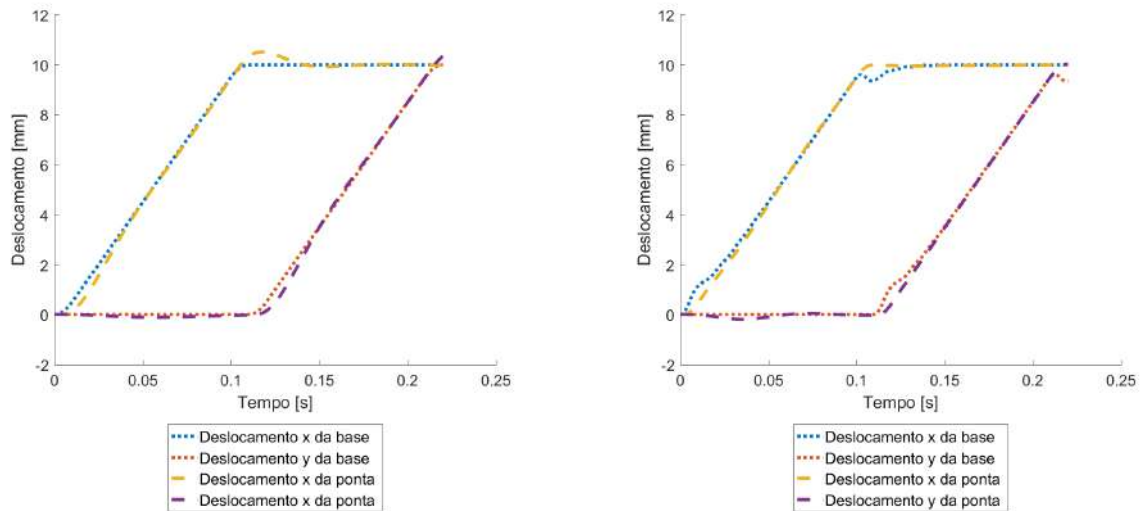 12
10
8
6
4
2
0
-2
Deslocamento [mm]
0
0.05
0.1
0.15
0.2
0.25
Tempo [s]
Deslocamento x da base
Deslocamento y da base
Deslocamento x da ponta
Deslocamento x da ponta
12
10
8
6
4
2
0
-2
Deslocamento [mm]
0
0.05
0.1
0.15
0.2
0.25
Tempo [s]
Deslocamento x da base
Deslocamento y da base
Deslocamento x da ponta
Deslocamento y da ponta